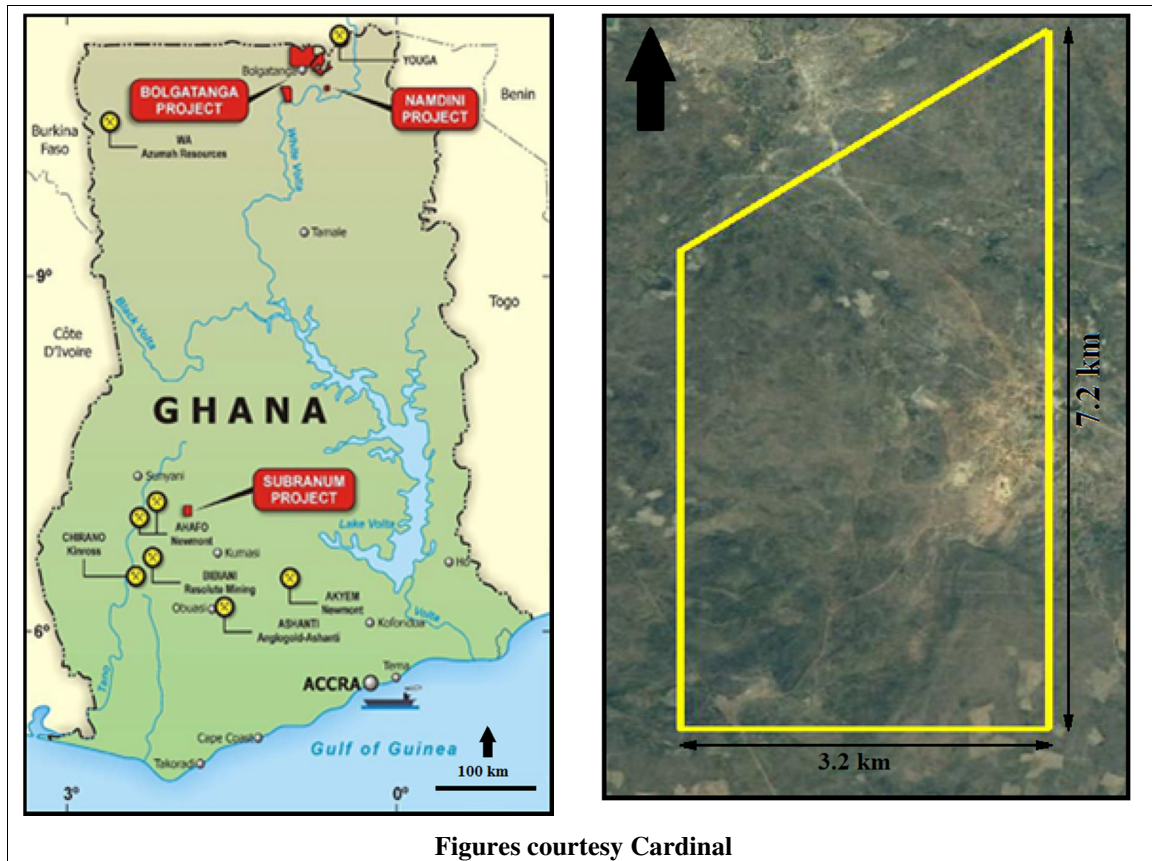 YOUGA
Bolgatanga
BOLGATANGA
PROJECT
NAMDINI
PROJECT
Benin
Burkina
Faso
WA
Azumah Resources
White Volta
Tamale
9°
Togo
Black Volta
Côte
D'Ivoire
GHANA
Sunyani
SUBRANUM
PROJECT
AHAFO
Newmont
CHIRANO
Kinross
Lake Volta
Kumasi
Ho
BIBIANI
Resolute Mining
AKYEM
Newmont
Obuasi
ASHANTI
Anglogold-Ashanti
Koforidua
Volta
6°
Tano
Tema
ACCRA
Cape Coast
Gulf of Guinea
Takoradi
100 km
3°
0°
7.2 km
3.2 km
Figures courtesy Cardinal